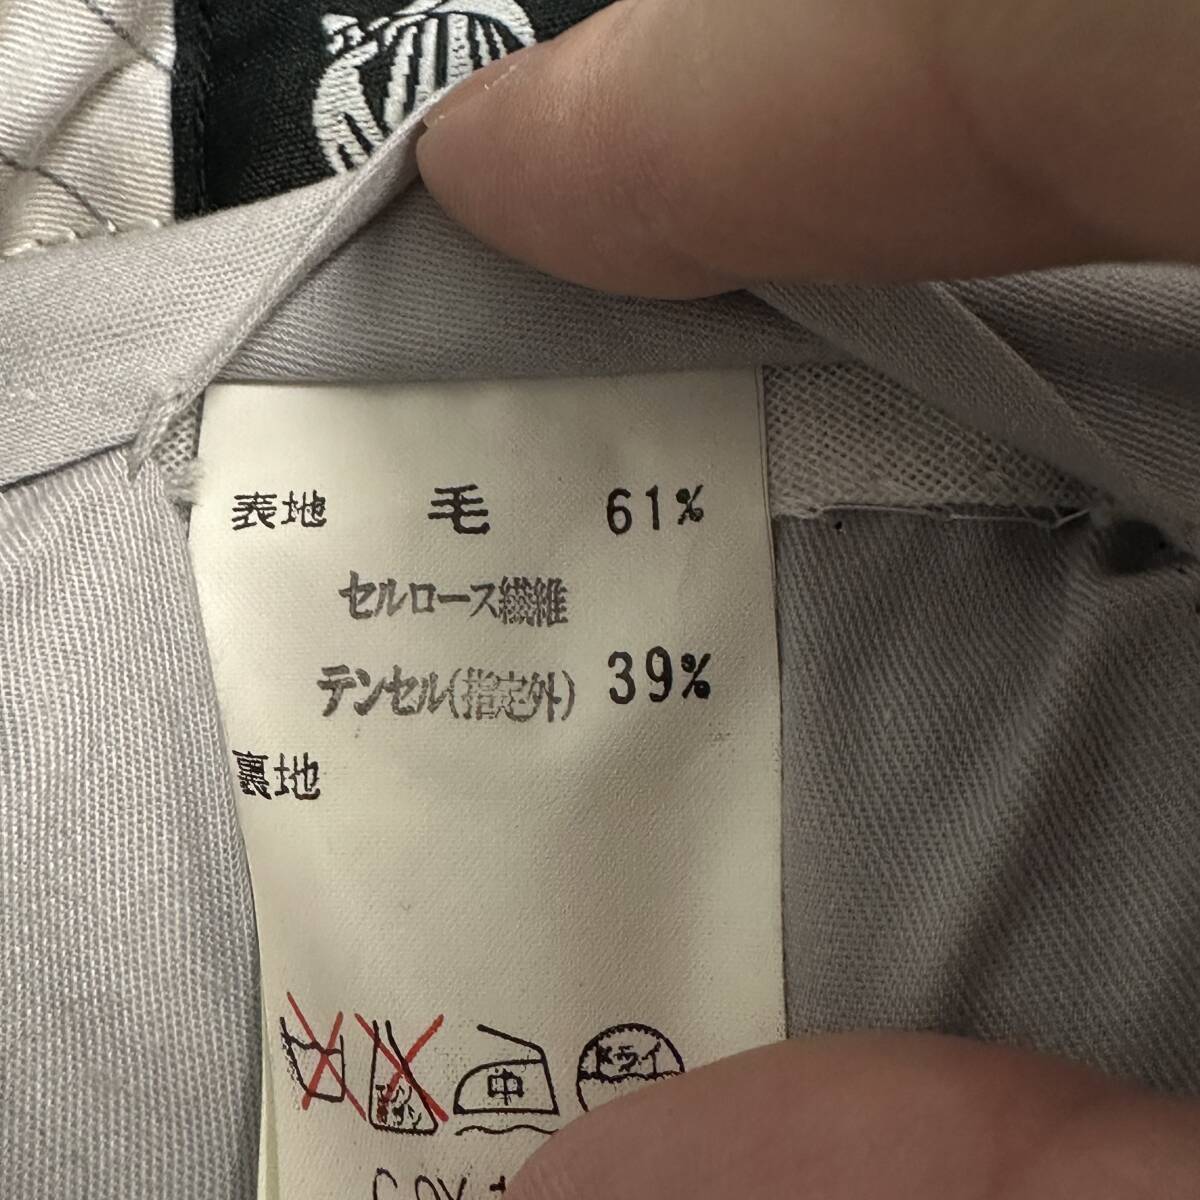 表地 毛 61%
セルロース繊維
テンセル(指定外) 39%
裏地
中 ドライ